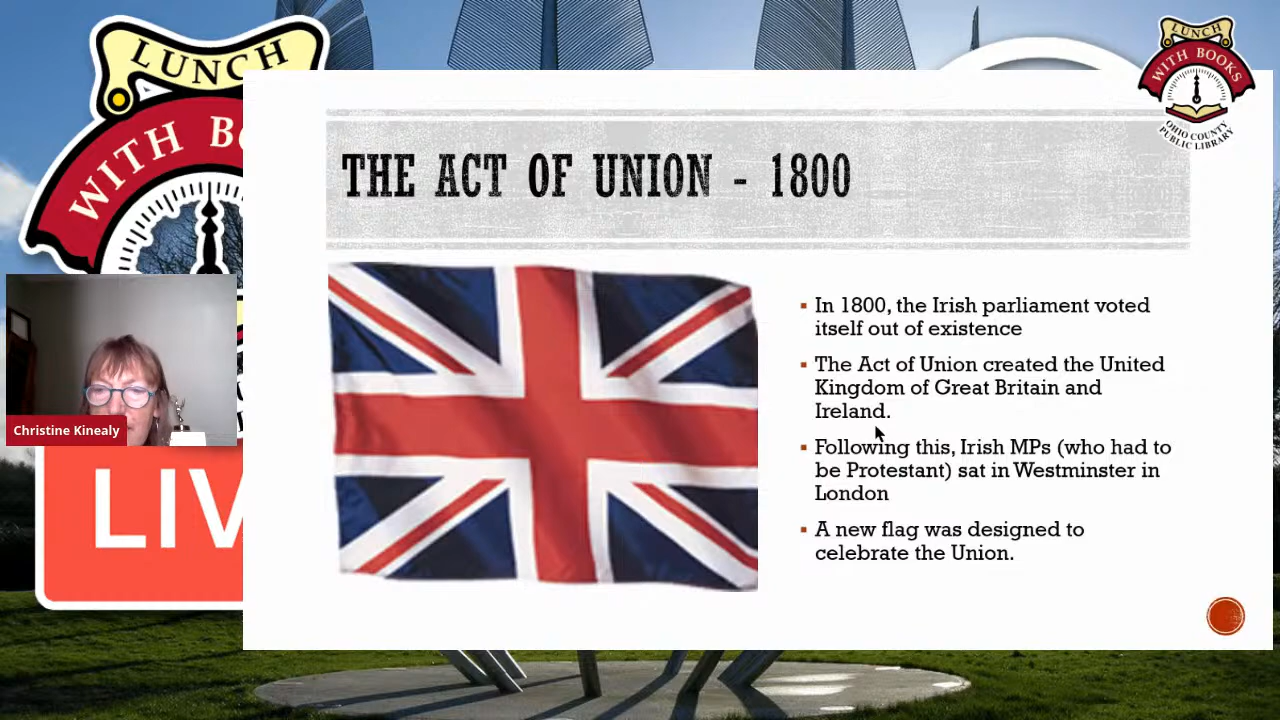 LUNCH
WITH BO
LUNCH
WITH BOOKS
OHIO COUNTY
PUBLIC LIBRARY
THE ACT OF UNION - 1800
In 1800, the Irish parliament voted
itself out of existence
The Act of Union created the United
Kingdom of Great Britain and
Ireland.
Following this, Irish MPs (who had to
be Protestant) sat in Westminster in
London
A new flag was designed to
celebrate the Union.
Christine Kinealy
LIV